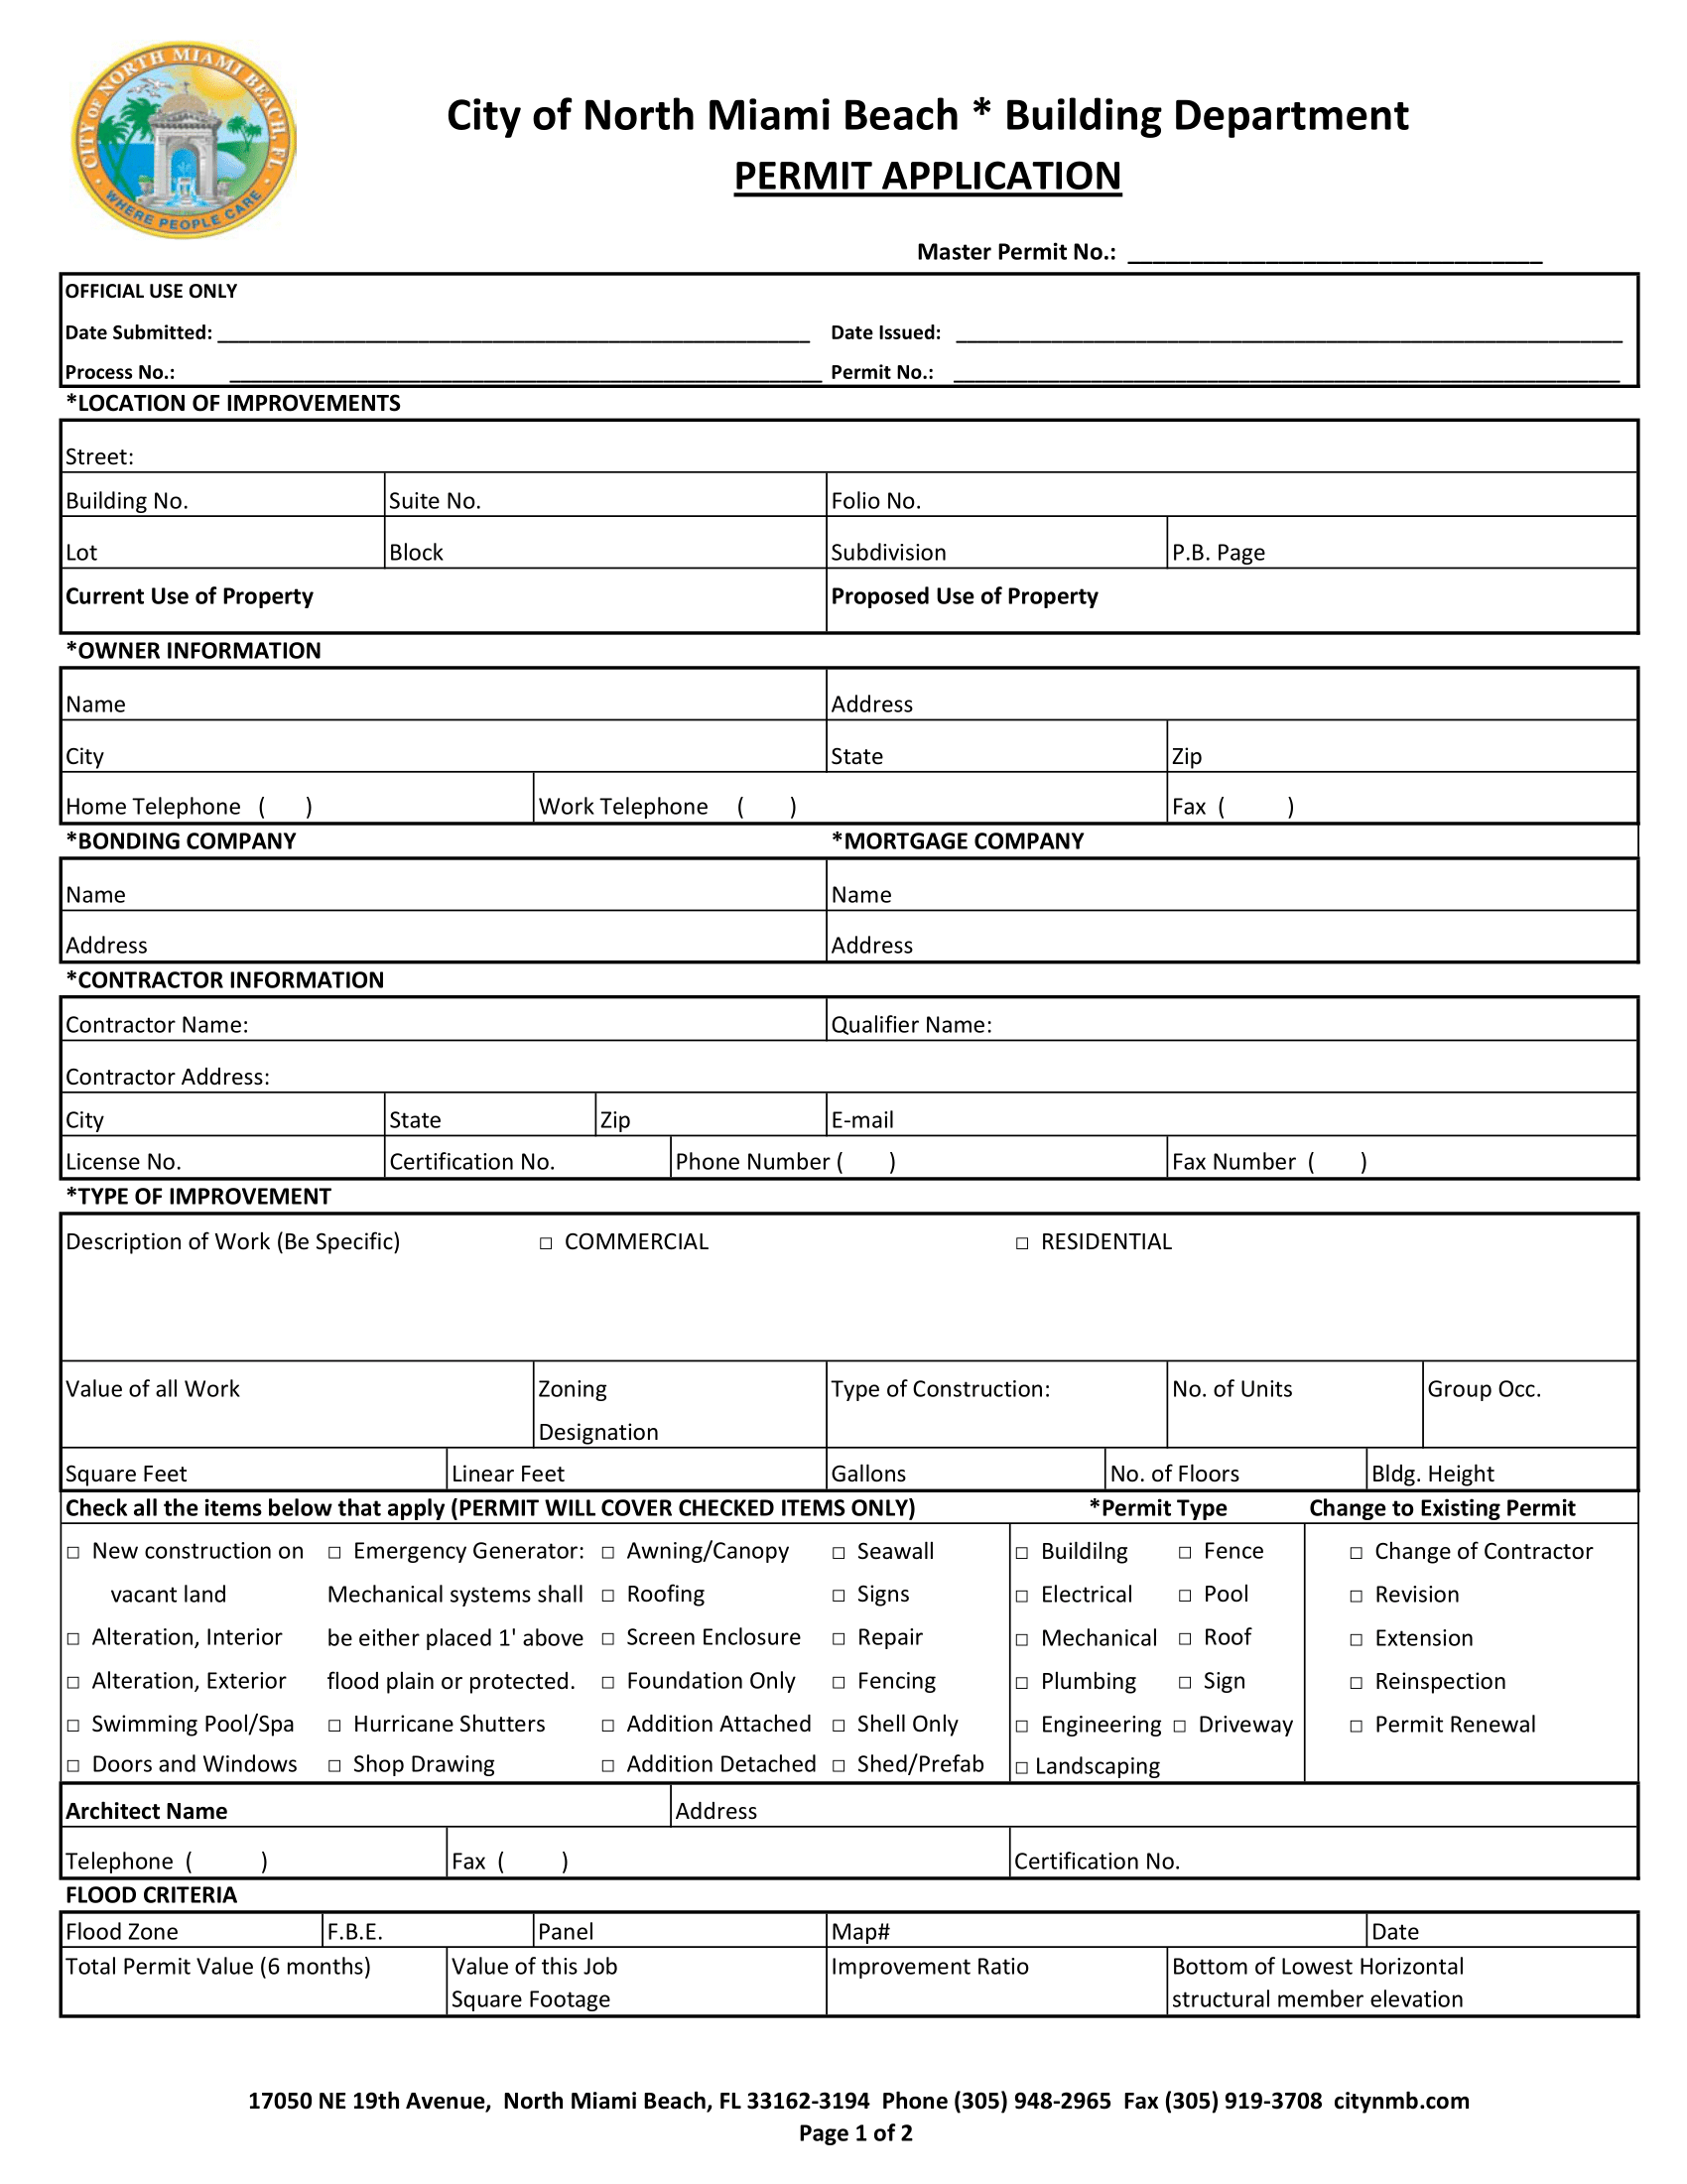 CITY OF NORTH MIAMI BEACH, FL
WHERE PEOPLE CARE
City of North Miami Beach * Building Department
PERMIT APPLICATION
Master Permit No.: ________________________________
OFFICIAL USE ONLY
Date Submitted: ________________________________ Date Issued: ________________________________
Process No.: ________________________________ Permit No.: ________________________________
*LOCATION OF IMPROVEMENTS
Street:
Building No. Suite No. Folio No.
Lot Block Subdivision P.B. Page
Current Use of Property Proposed Use of Property
*OWNER INFORMATION
Name Address
City State Zip
Home Telephone ( ) Work Telephone ( ) Fax ( )
*BONDING COMPANY *MORTGAGE COMPANY
Name Name
Address Address
*CONTRACTOR INFORMATION
Contractor Name: Qualifier Name:
Contractor Address:
City State Zip E-mail
License No. Certification No. Phone Number ( ) Fax Number ( )
*TYPE OF IMPROVEMENT
Description of Work (Be Specific) □ COMMERCIAL □ RESIDENTIAL
Value of all Work Zoning Type of Construction: No. of Units Group Occ.
Designation
Square Feet Linear Feet Gallons No. of Floors Bldg. Height
Check all the items below that apply (PERMIT WILL COVER CHECKED ITEMS ONLY) *Permit Type Change to Existing Permit
□ New construction on □ Emergency Generator: □ Awning/Canopy □ Seawall □ Buildilng □ Fence □ Change of Contractor
vacant land Mechanical systems shall □ Roofing □ Signs □ Electrical □ Pool □ Revision
□ Alteration, Interior be either placed 1' above □ Screen Enclosure □ Repair □ Mechanical □ Roof □ Extension
□ Alteration, Exterior flood plain or protected. □ Foundation Only □ Fencing □ Plumbing □ Sign □ Reinspection
□ Swimming Pool/Spa □ Hurricane Shutters □ Addition Attached □ Shell Only □ Engineering □ Driveway □ Permit Renewal
□ Doors and Windows □ Shop Drawing □ Addition Detached □ Shed/Prefab □ Landscaping
Architect Name Address
Telephone ( ) Fax ( ) Certification No.
FLOOD CRITERIA
Flood Zone F.B.E. Panel Map# Date
Total Permit Value (6 months) Value of this Job Improvement Ratio Bottom of Lowest Horizontal
Square Footage structural member elevation
17050 NE 19th Avenue, North Miami Beach, FL 33162-3194 Phone (305) 948-2965 Fax (305) 919-3708 citynmb.com
Page 1 of 2